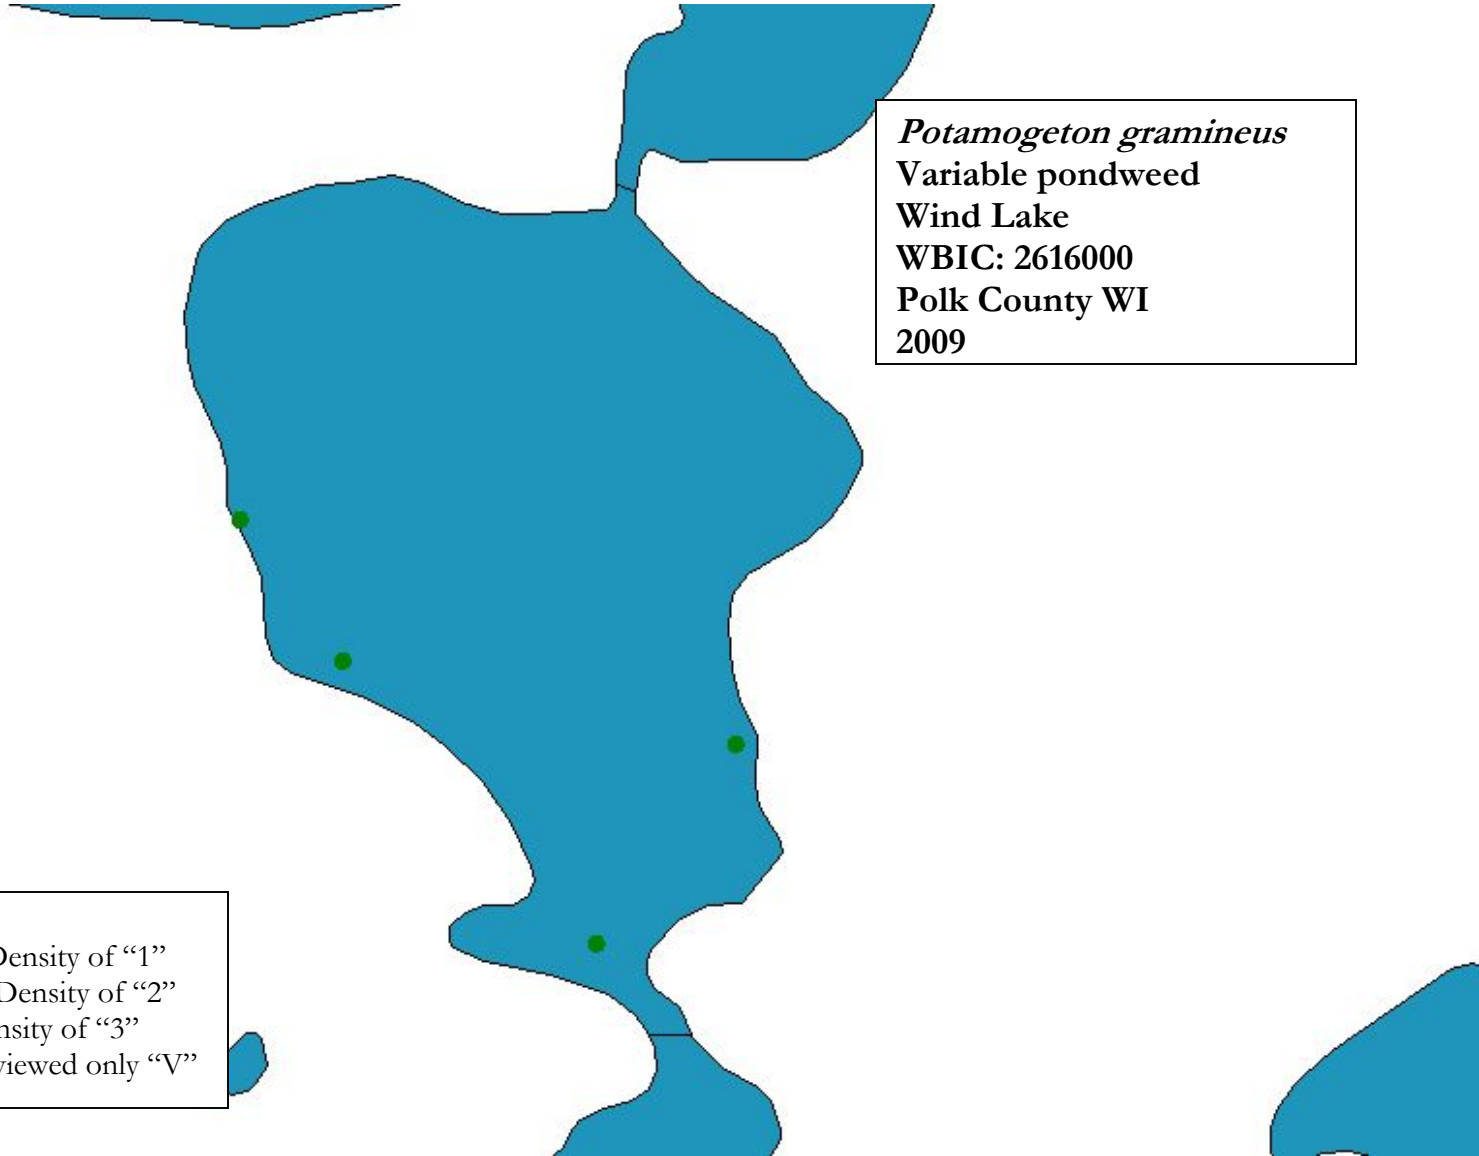 Potamogeton gramineus
Variable pondweed
Wind Lake
WBIC: 2616000
Polk County WI
2009
Density of “1”
Density of “2”
of “3”
viewed only “V”